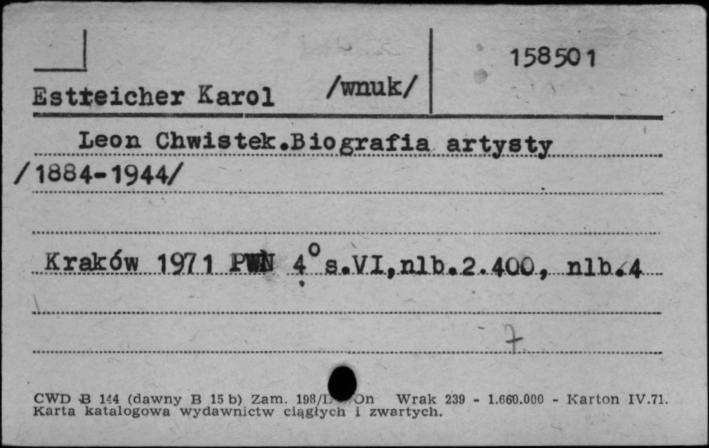 158501
Estreicher Karol /wnuk/
Leon Chwistek.Biografia artysty
/1884-1944/
Kraków 1971 PWN 4° s.VI,nlb.2.400, nlb.4
7.
CWD B 144 (dawny B 15 b) Zam. 198/ On Wrak 239 - 1.660.000 - Karton IV.71.
Karta katalogowa wydawnictw ciągłych i zwartych.